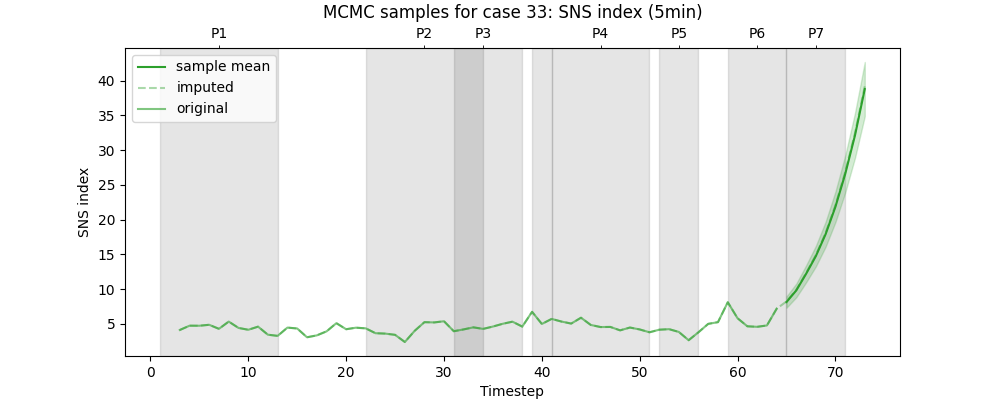 MCMC samples for case 33: SNS index (5min)
P1 P2 P3 P4 P5 P6 P7
sample mean
imputed
original
SNS index
40
35
30
25
20
15
10
5
0 10 20 30 40 50 60 70
Timestep